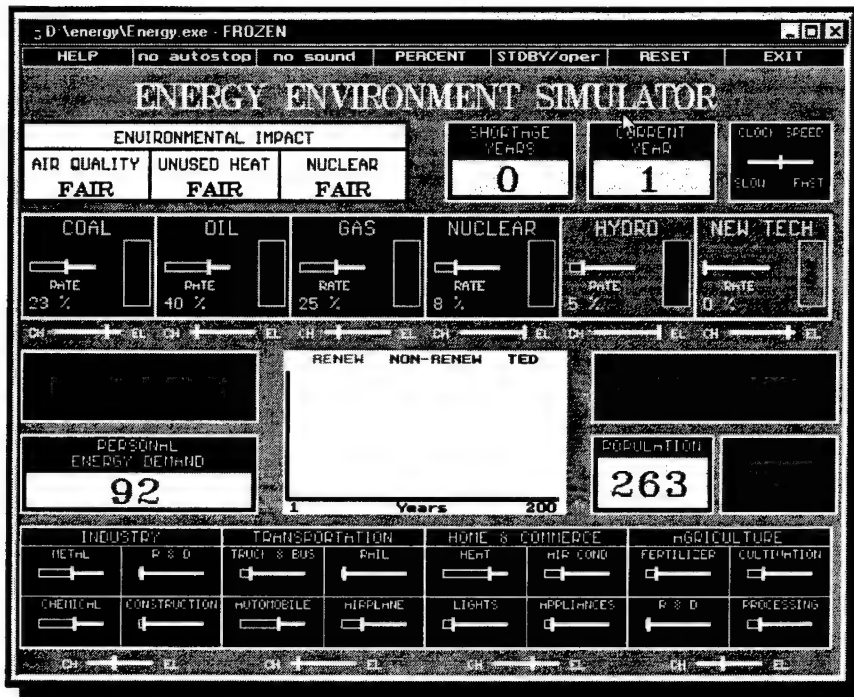 D:\energy\Energy.exe - FROZEN
HELP no autostop no sound PERCENT STDBY/oper RESET EXIT
ENERGY ENVIRONMENT SIMULATOR
ENVIRONMENTAL IMPACT
AIR QUALITY UNUSED HEAT NUCLEAR
FAIR FAIR FAIR
SHORTAGE
YEARS
0
CURRENT
YEAR
1
CLOCK SPEED
SLOW FAST
COAL OIL GAS NUCLEAR HYDRO NEW TECH
RATE RATE RATE RATE RATE RATE
23 % 40 % 25 % 8 % 5 % 0 %
CH EL CH EL CH EL CH EL CH EL CH EL
RENEW NON-RENEW TED
1 Years 200
PERSONAL
ENERGY DEMAND
92
POPULATION
263
INDUSTRY TRANSPORTATION HOME & COMMERCE AGRICULTURE
METAL R & D TRUCK & BUS RAIL HEAT AIR COND FERTILIZER CULTIVATION
CHEMICAL CONSTRUCTION AUTOMOBILE AIRPLANE LIGHTS APPLIANCES R & D PROCESSING
CH EL CH EL CH EL CH EL